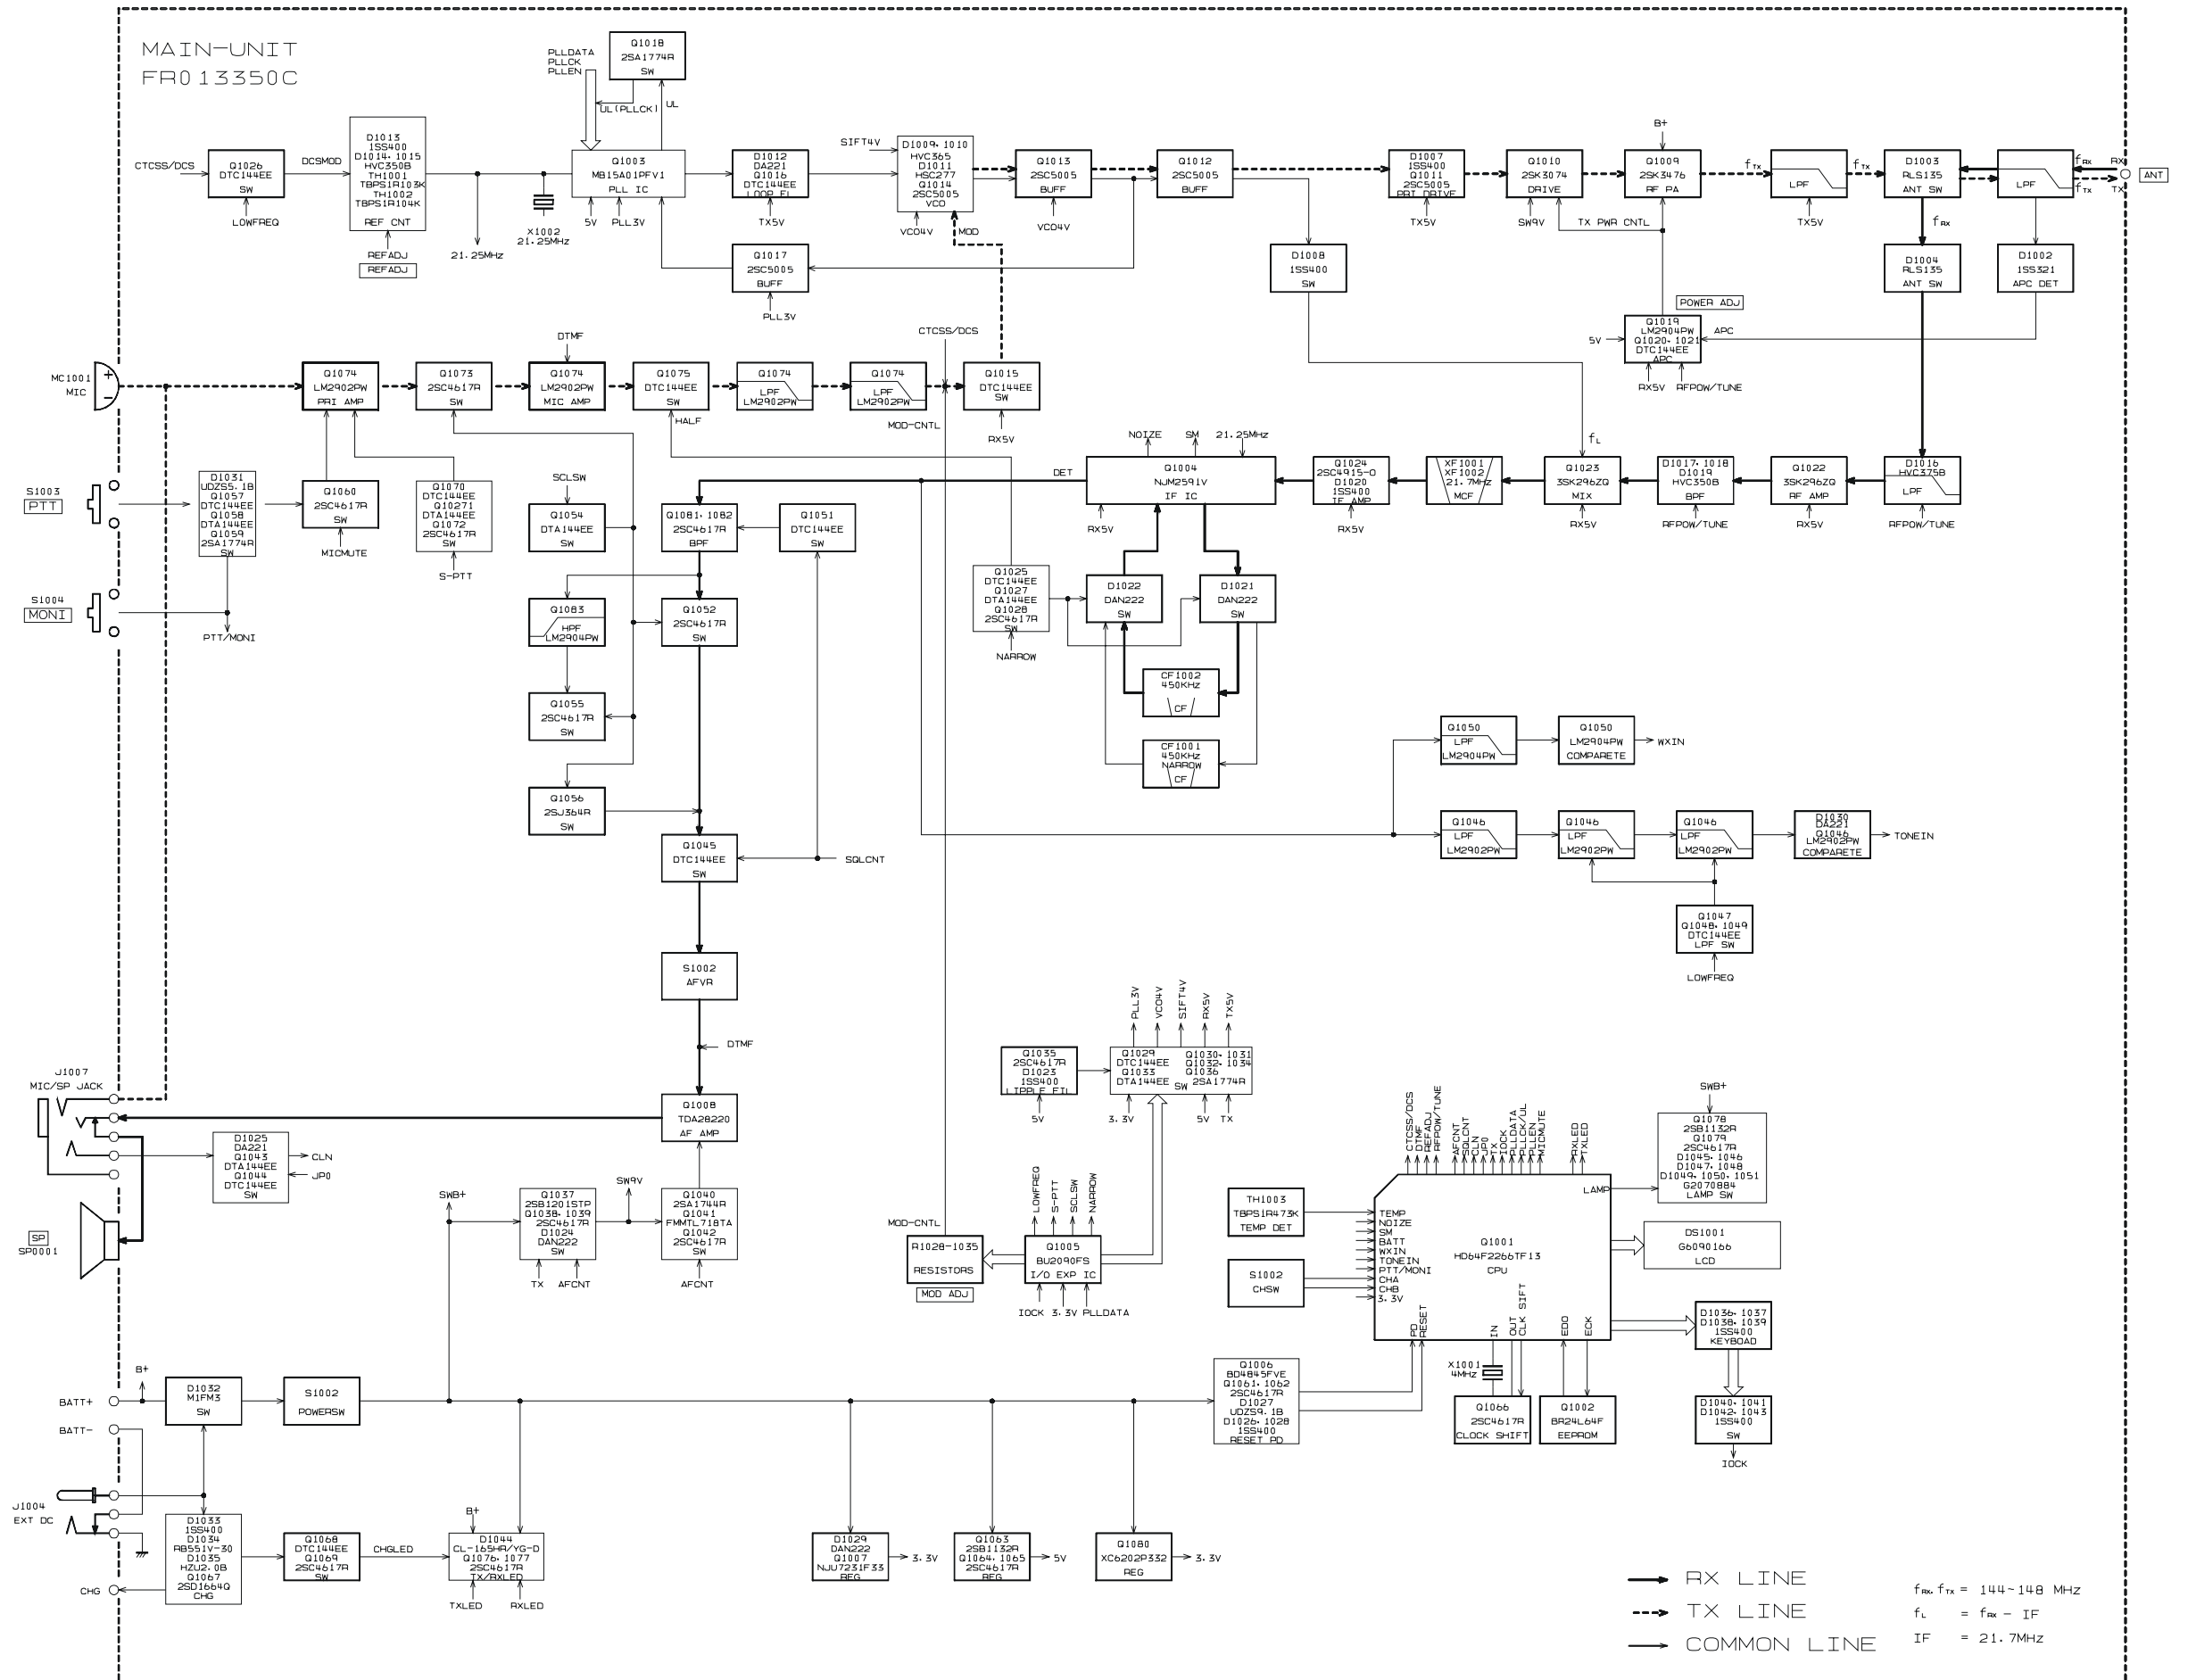 MAIN-UNIT
FR013350C
PLLDATA
PLLCK
PLLEN
Q1018
2SA1774R
SW
UL(PLLCK)
UL
CTCSS/DCS
Q1026
DTC144EE
SW
LOWFREQ
DCSMOD
D1013
1SS400
D1014, 1015
HVC350B
TH1001
TBPS1R103K
TH1002
TBPS1R104K
REF CNT
REFADJ
REFADJ
21.25MHz
X1002
21.25MHz
Q1003
MB15A01PFV1
PLL IC
5V
PLL3V
D1012
DA221
Q1016
DTC144EE
LOOP FL
TX5V
Q1017
2SC5005
BUFF
PLL3V
SIFT4V
D1009, 1010
HVC365
D1011
HSC277
Q1014
2SC5005
VCO
VCO4V
MOD
Q1013
2SC5005
BUFF
VCO4V
Q1012
2SC5005
BUFF
D1008
1SS400
SW
D1007
1SS400
Q1011
2SC5005
PRI DRIVE
TX5V
Q1010
2SK3074
DRIVE
SW9V
TX PWR CNTL
B+
Q1009
2SK3476
RF PA
fTX
LPF
TX5V
fTX
D1003
RLS135
ANT SW
fRX
LPF
fRX
fTX
RX
TX
ANT
D1004
RLS135
ANT SW
D1002
1SS321
APC DET
POWER ADJ
Q1019
LM2904PW
Q1020, 1021
DTC144EE
APC
5V
APC
RX5V
RFPOW/TUNE
MC1001
MIC
Q1074
LM2902PW
PRI AMP
Q1073
2SC4617R
SW
DTMF
Q1074
LM2902PW
MIC AMP
Q1075
DTC144EE
SW
HALF
Q1074
LPF
LM2902PW
Q1074
LPF
LM2902PW
CTCSS/DCS
MOD-CNTL
Q1015
DTC144EE
SW
RX5V
S1003
PTT
D1031
UDZS5.1B
Q1057
DTC144EE
Q1058
DTA144EE
Q1059
2SA1774R
SW
Q1060
2SC4617R
SW
MICMUTE
Q1070
DTC144EE
Q10271
DTA144EE
Q1072
2SC4617R
SW
S-PTT
S1004
MONI
PTT/MONI
SCLSW
Q1054
DTA144EE
SW
Q1081, 1082
2SC4617R
BPF
Q1051
DTC144EE
SW
Q1083
HPF
LM2904PW
Q1052
2SC4617R
SW
Q1055
2SC4617R
SW
Q1056
2SJ364R
SW
Q1045
DTC144EE
SW
SQLCNT
S1002
AFVR
DTMF
DET
NOIZE
SM
21.25MHz
Q1004
NJM2591V
IF IC
RX5V
Q1024
2SC4915-O
D1020
1SS400
IF AMP
RX5V
XF1001
XF1002
21.7MHz
MCF
fL
Q1023
3SK296ZQ
MIX
RX5V
D1017, 1018
D1019
HVC350B
BPF
RFPOW/TUNE
Q1022
3SK296ZQ
RF AMP
RX5V
D1016
HVC375B
LPF
RFPOW/TUNE
Q1025
DTC144EE
Q1027
DTA144EE
Q1028
2SC4617R
SW
NARROW
D1022
DAN222
SW
D1021
DAN222
SW
CF1002
450KHz
CF
CF1001
450KHz
NARROW
CF
Q1050
LPF
LM2904PW
Q1050
LM2904PW
COMPARETE
WXIN
Q1046
LPF
LM2902PW
Q1046
LPF
LM2902PW
Q1046
LPF
LM2902PW
D1030
DA221
Q1046
LM2902PW
COMPARETE
TONEIN
Q1047
Q1048, 1049
DTC144EE
LPF SW
LOWFREQ
J1007
MIC/SP JACK
D1025
DA221
Q1043
DTA144EE
Q1044
DTC144EE
SW
CLN
JP0
SP
SP0001
Q1008
TDA2822D
AF AMP
SWB+
Q1037
2SB1201STP
Q1038, 1039
2SC4617R
D1024
DAN222
SW
TX
AFCNT
SW9V
Q1040
2SA1744R
Q1041
FMMTL718TA
Q1042
2SC4617R
SW
AFCNT
MOD-CNTL
R1028-1035
RESISTORS
MOD ADJ
PLL3V
VCO4V
SIFT4V
RX5V
TX5V
Q1035
2SC4617R
D1023
1SS400
LIPPLE FIL
5V
Q1029
DTC144EE
Q1033
DTA144EE
Q1030, 1031
Q1032, 1034
Q1036
SW 2SA1774R
3.3V
5V
TX
LOWFREQ
S-PTT
SCLSW
NARROW
Q1005
BU2090FS
I/O EXP IC
IOCK 3.3V PLLDATA
TH1003
TBPS1R473K
TEMP DET
S1002
CHSW
CTCSS/DCS
DTMF
REFADJ
RFPOW/TUNE
AFCNT
SQLCNT
CLN
JP0
TX
IOCK
PLLDATA
PLLCK/UL
PLLEN
MICMUTE
RXLED
TXLED
LAMP
TEMP
NOIZE
SM
BATT
WXIN
TONEIN
PTT/MONI
CHA
CHB
3.3V
Q1001
HD64F2266TF13
CPU
PD
RESET
IN
OUT
CLK SIFT
EDO
ECK
SWB+
Q1078
2SB1132R
Q1079
2SC4617R
D1045, 1046
D1047, 1048
D1049, 1050, 1051
G2070884
LAMP SW
DS1001
G6090166
LCD
D1036, 1037
D1038, 1039
1SS400
KEYBOAD
D1040, 1041
D1042, 1043
1SS400
SW
IOCK
X1001
4MHz
Q1066
2SC4617R
CLOCK SHIFT
Q1002
BR24L64F
EEPROM
Q1006
BD4845FVE
Q1061, 1062
2SC4617R
D1027
UDZS9.1B
D1026, 1028
1SS400
RESET PD
BATT+
B+
D1032
M1FM3
SW
S1002
POWERSW
BATT-
J1004
EXT DC
D1033
1SS400
D1034
RB551V-30
D1035
HZU2.0B
Q1067
2SD1664Q
CHG
CHG
Q1068
DTC144EE
Q1069
2SC4617R
SW
CHGLED
B+
D1044
CL-165HR/YG-D
Q1076, 1077
2SC4617R
TX/RXLED
TXLED
RXLED
D1029
DAN222
Q1007
NJU7231F33
REG
3.3V
Q1063
2SB1132R
Q1064, 1065
2SC4617R
REG
5V
Q1080
XC6202P332
REG
3.3V
RX LINE
TX LINE
COMMON LINE
fRX, fTX = 144~148 MHz
fL = fRX - IF
IF = 21.7MHz